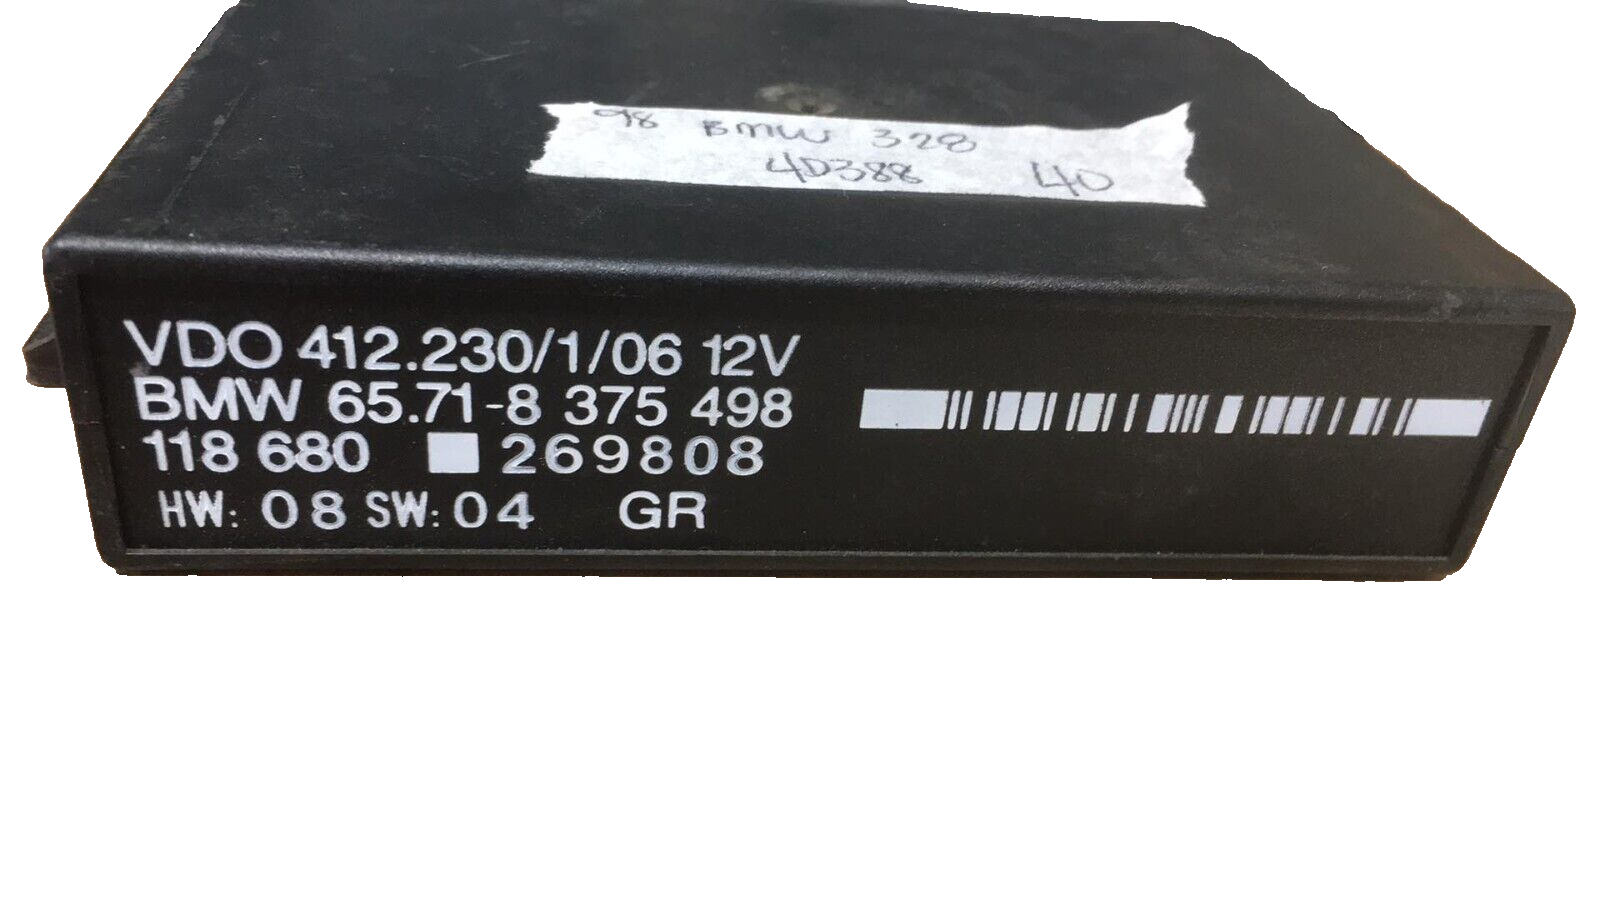 98 BMW 328
4D388 40
VDO 412.230/1/06 12V
BMW 65.71-8 375 498
118 680 269808
HW: 08 SW: 04 GR